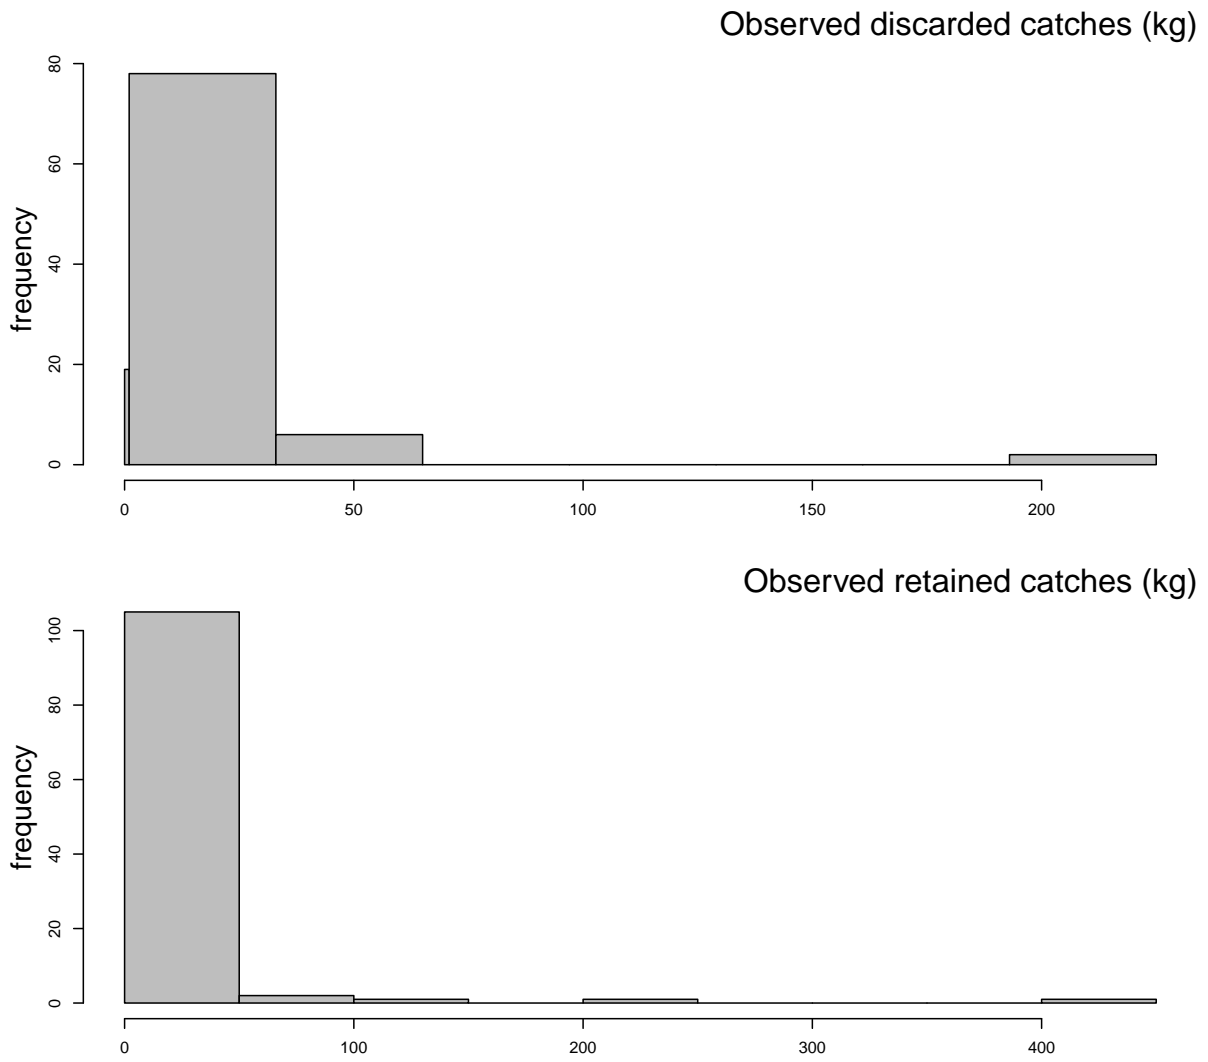 Observed discarded catches (kg)
80
60
40
20
0
frequency
0 50 100 150 200
Observed retained catches (kg)
100
80
60
40
20
0
frequency
0 100 200 300 400